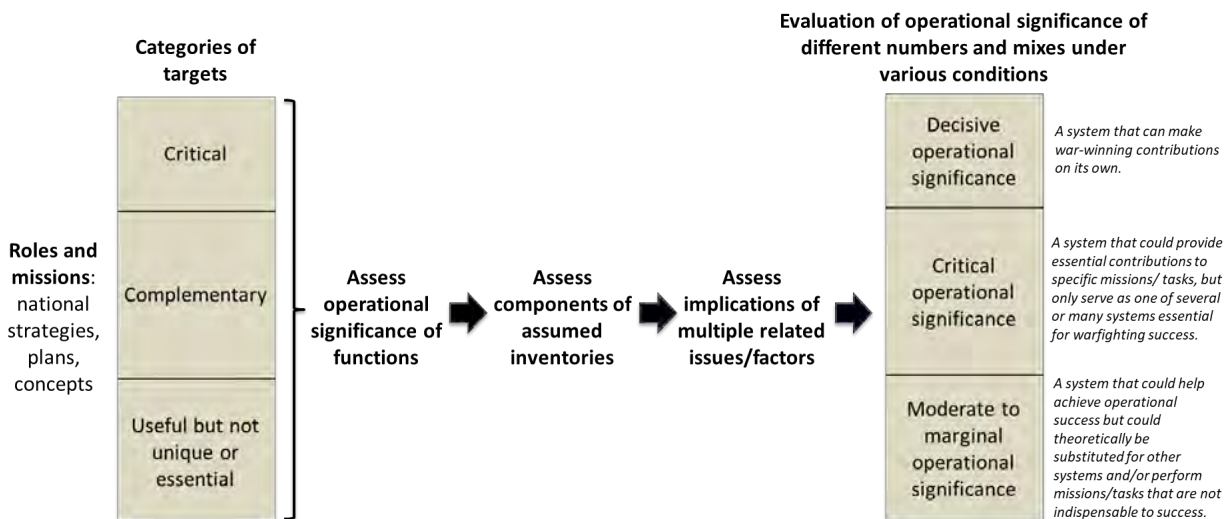 Categories of
targets
Evaluation of operational significance of
different numbers and mixes under
various conditions
Roles and
missions:
national
strategies,
plans,
concepts
Critical
Complementary
Useful but not
unique or
essential
Assess
operational
significance of
functions
Assess
components of
assumed
inventories
Assess
implications of
multiple related
issues/factors
Decisive
operational
significance
A system that can make
war-winning contributions
on its own.
Critical
operational
significance
A system that could provide
essential contributions to
specific missions/ tasks, but
only serve as one of several
or many systems essential
for warfighting success.
Moderate to
marginal
operational
significance
A system that could help
achieve operational
success but could
theoretically be
substituted for other
systems and/or perform
missions/tasks that are not
indispensable to success.